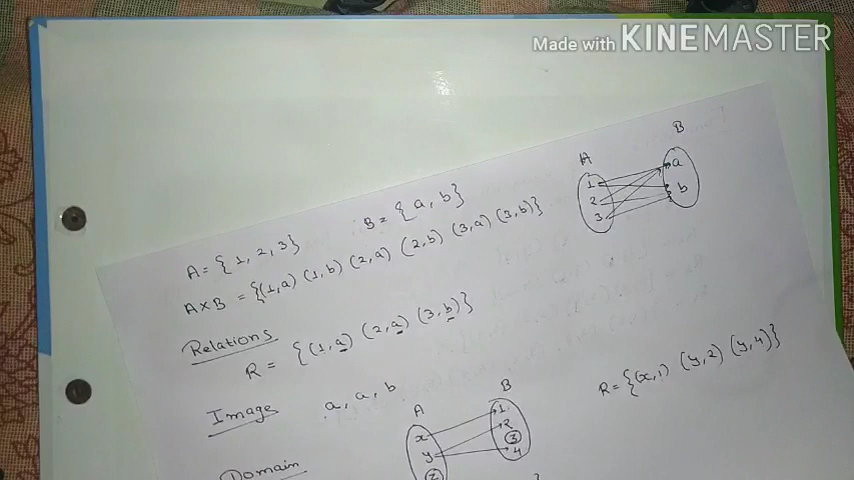 Made with KINEMASTER
A = {1, 2, 3} B = {a, b}
A×B = {(1,a) (1,b) (2,a) (2,b) (3,a) (3,b)}
A B
1 a
2 b
3
Relations
R = {(1,a) (2,a) (3,b)}
Image a, a, b
R = {(x,1) (y,2) (y,4)}
A B
x 1
y 2
z 3
4
Domain